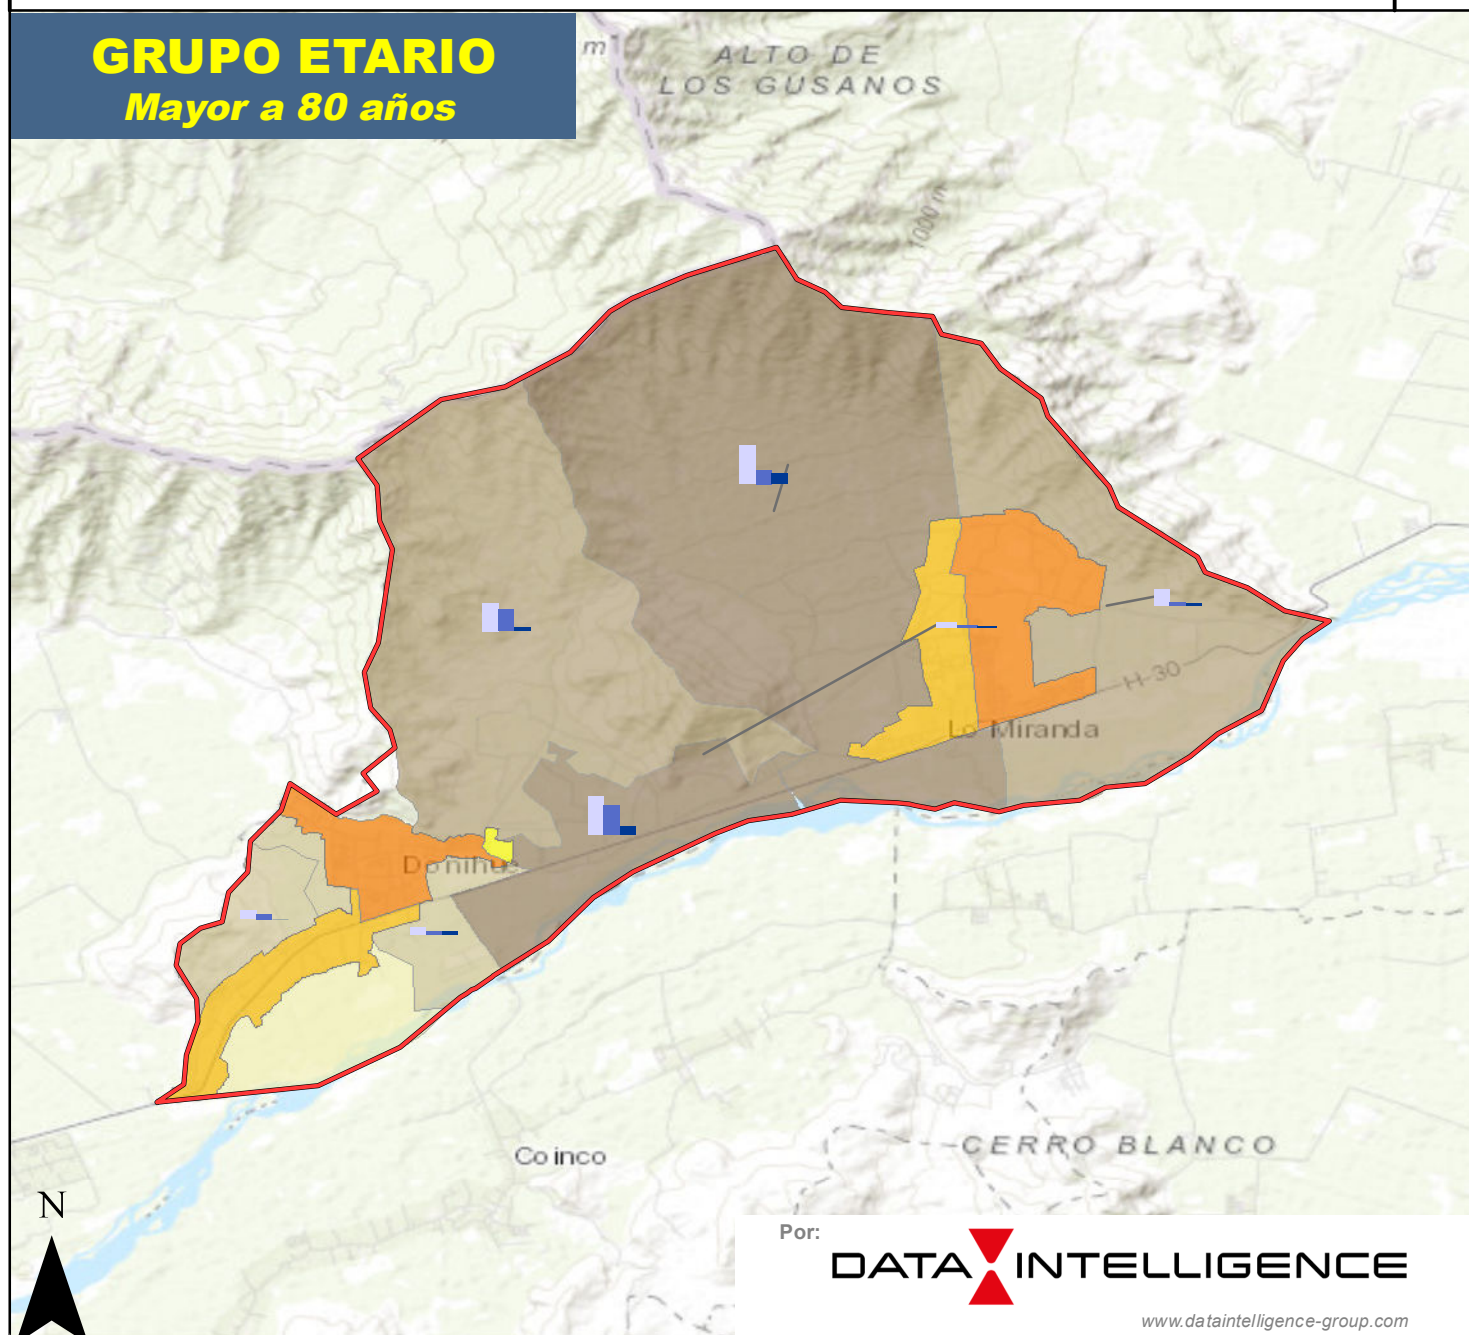 GRUPO ETARIO
Mayor a 80 años
m
ALTO DE
LOS GUSANOS
1000 m
H-30
Lo Miranda
Doñihue
Coinco
CERRO BLANCO
N
Por:
DATA INTELLIGENCE
www.dataintelligence-group.com